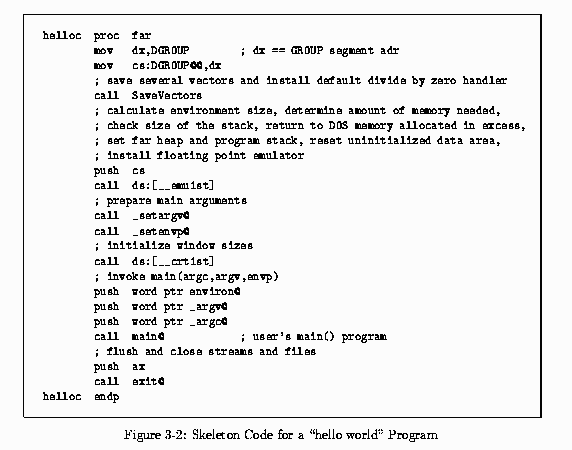 helloc  proc  far
        mov   dx,DGROUP        ; dx == GROUP segment adr
        mov   cs:DGROUP@@,dx
        ; save several vectors and install default divide by zero handler
        call  SaveVectors
        ; calculate environment size, determine amount of memory needed,
        ; check size of the stack, return to DOS memory allocated in excess,
        ; set far heap and program stack, reset uninitialized data area,
        ; install floating point emulator
        push  cs
        call  ds:[__emuist]
        ; prepare main arguments
        call  _setargv@
        call  _setenvp@
        ; initialize window sizes
        call  ds:[__crtist]
        ; invoke main(argc,argv,envp)
        push  word ptr environ@
        push  word ptr _argv@
        push  word ptr _argc@
        call  main@            ; user's main() program
        ; flush and close streams and files
        push  ax
        call  exit@
helloc  endp
Figure 3-2: Skeleton Code for a “hello world” Program